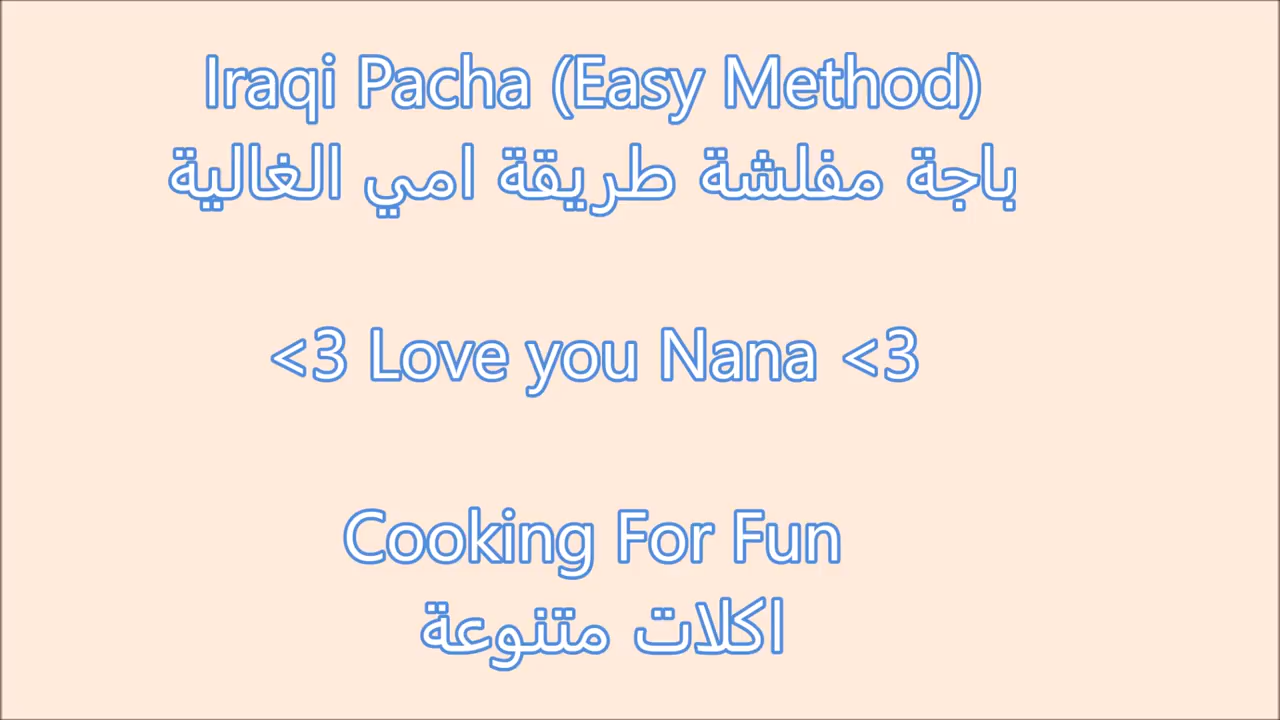 Iraqi Pacha (Easy Method)
باجة مفلشة طريقة امي الغالية
<3 Love you Nana <3
Cooking For Fun
اكلات متنوعة